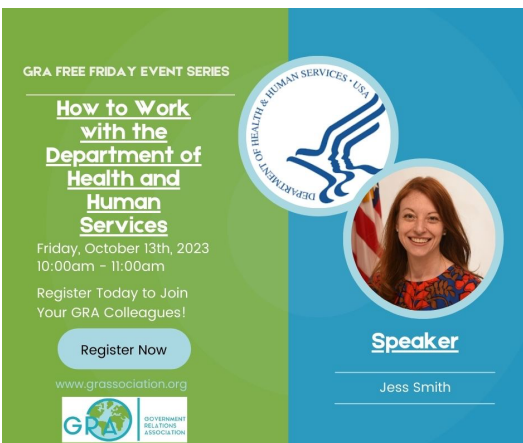 GRA FREE FRIDAY EVENT SERIES
How to Work
with the
Department of
Health and
Human
Services
Friday, October 13th, 2023
10:00am - 11:00am
Register Today to Join
Your GRA Colleagues!
Register Now
www.grassociation.org
GRA
GOVERNMENT
RELATIONS
ASSOCIATION
DEPARTMENT OF HEALTH & HUMAN SERVICES • USA
Speaker
Jess Smith